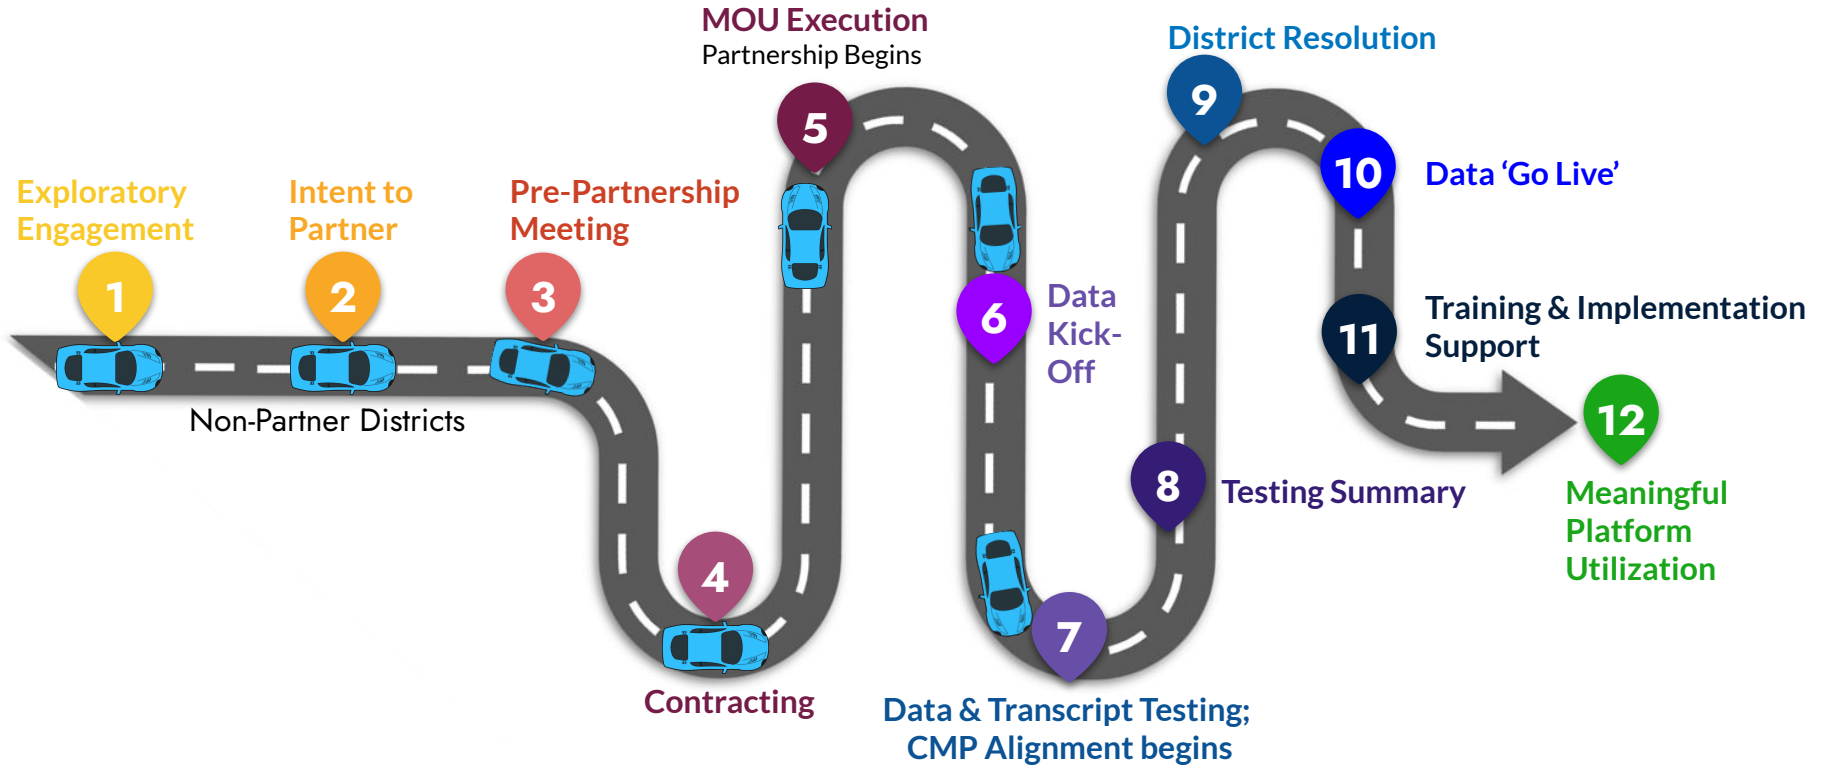 MOU Execution
Partnership Begins
District Resolution
5
9
10
Data ‘Go Live’
Exploratory
Engagement
Intent to
Partner
Pre-Partnership
Meeting
1
2
3
6
Data
Kick-
Off
11
Training & Implementation
Support
Non-Partner Districts
12
Meaningful
Platform
Utilization
8
Testing Summary
4
Contracting
7
Data & Transcript Testing;
CMP Alignment begins